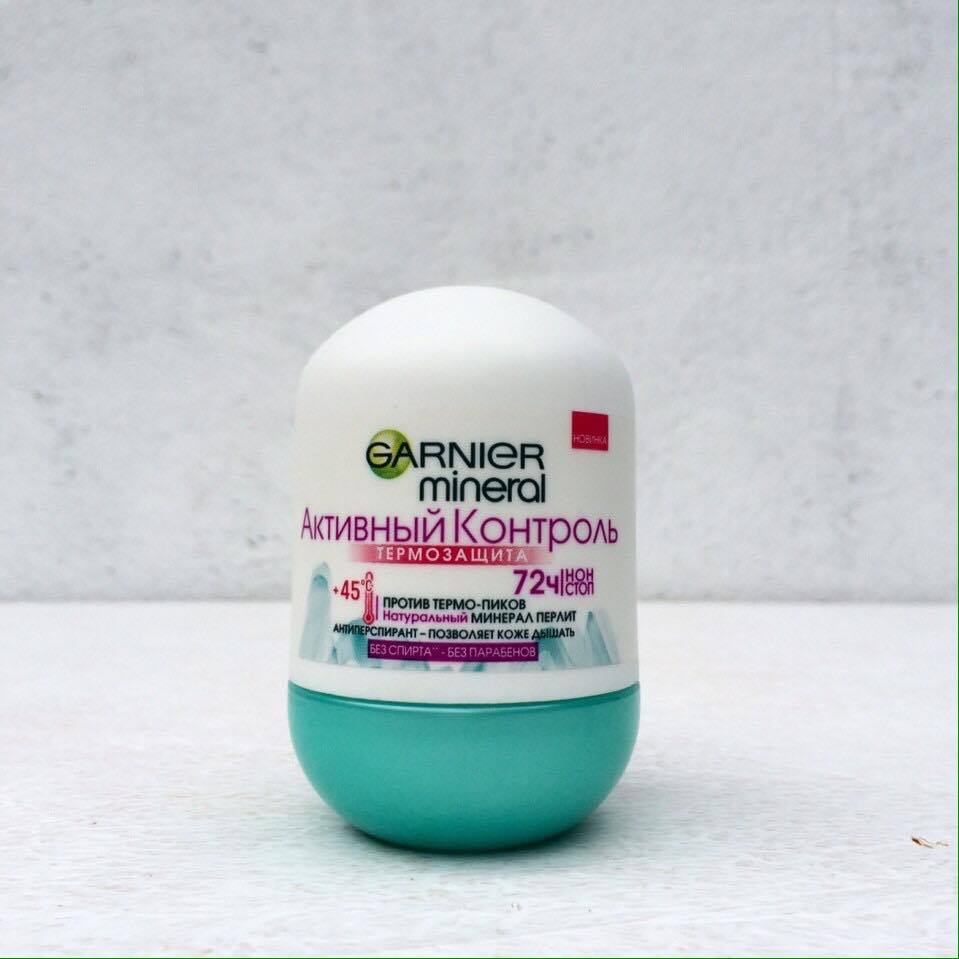 НОВИНКА
GARNIER
mineral
Активный Контроль
ТЕРМОЗАЩИТА
72ч НОН
СТОП
+45°C
ПРОТИВ ТЕРМО-ПИКОВ
Натуральный МИНЕРАЛ ПЕРЛИТ
АНТИПЕРСПИРАНТ – ПОЗВОЛЯЕТ КОЖЕ ДЫШАТЬ
БЕЗ СПИРТА** - БЕЗ ПАРАБЕНОВ